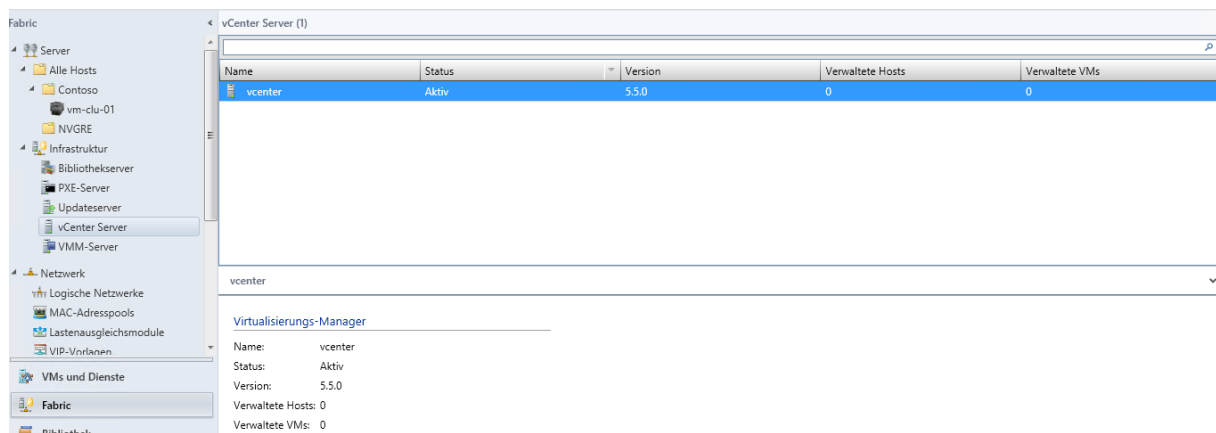 Fabric
vCenter Server (1)
Server
Alle Hosts
Contoso
vm-clu-01
NVGRE
Infrastruktur
Bibliothekserver
PXE-Server
Updateserver
vCenter Server
VMM-Server
Netzwerk
Logische Netzwerke
MAC-Adresspools
Lastenausgleichsmodule
VIP-Vorlagen
VMs und Dienste
Fabric
Bibliothek
Name Status Version Verwaltete Hosts Verwaltete VMs
vcenter Aktiv 5.5.0 0 0
vcenter
Virtualisierungs-Manager
Name: vcenter
Status: Aktiv
Version: 5.5.0
Verwaltete Hosts: 0
Verwaltete VMs: 0